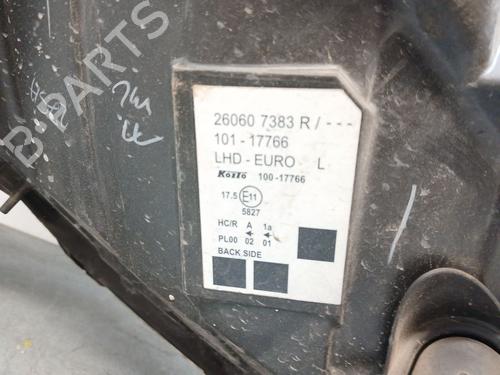 B-PARTS
26060 7383 R / ---
101 - 17766
LHD - EURO L
Koito 100-17766
17.5 E11
5827
HC/R A 1a
PL00 02 01
BACK SIDE